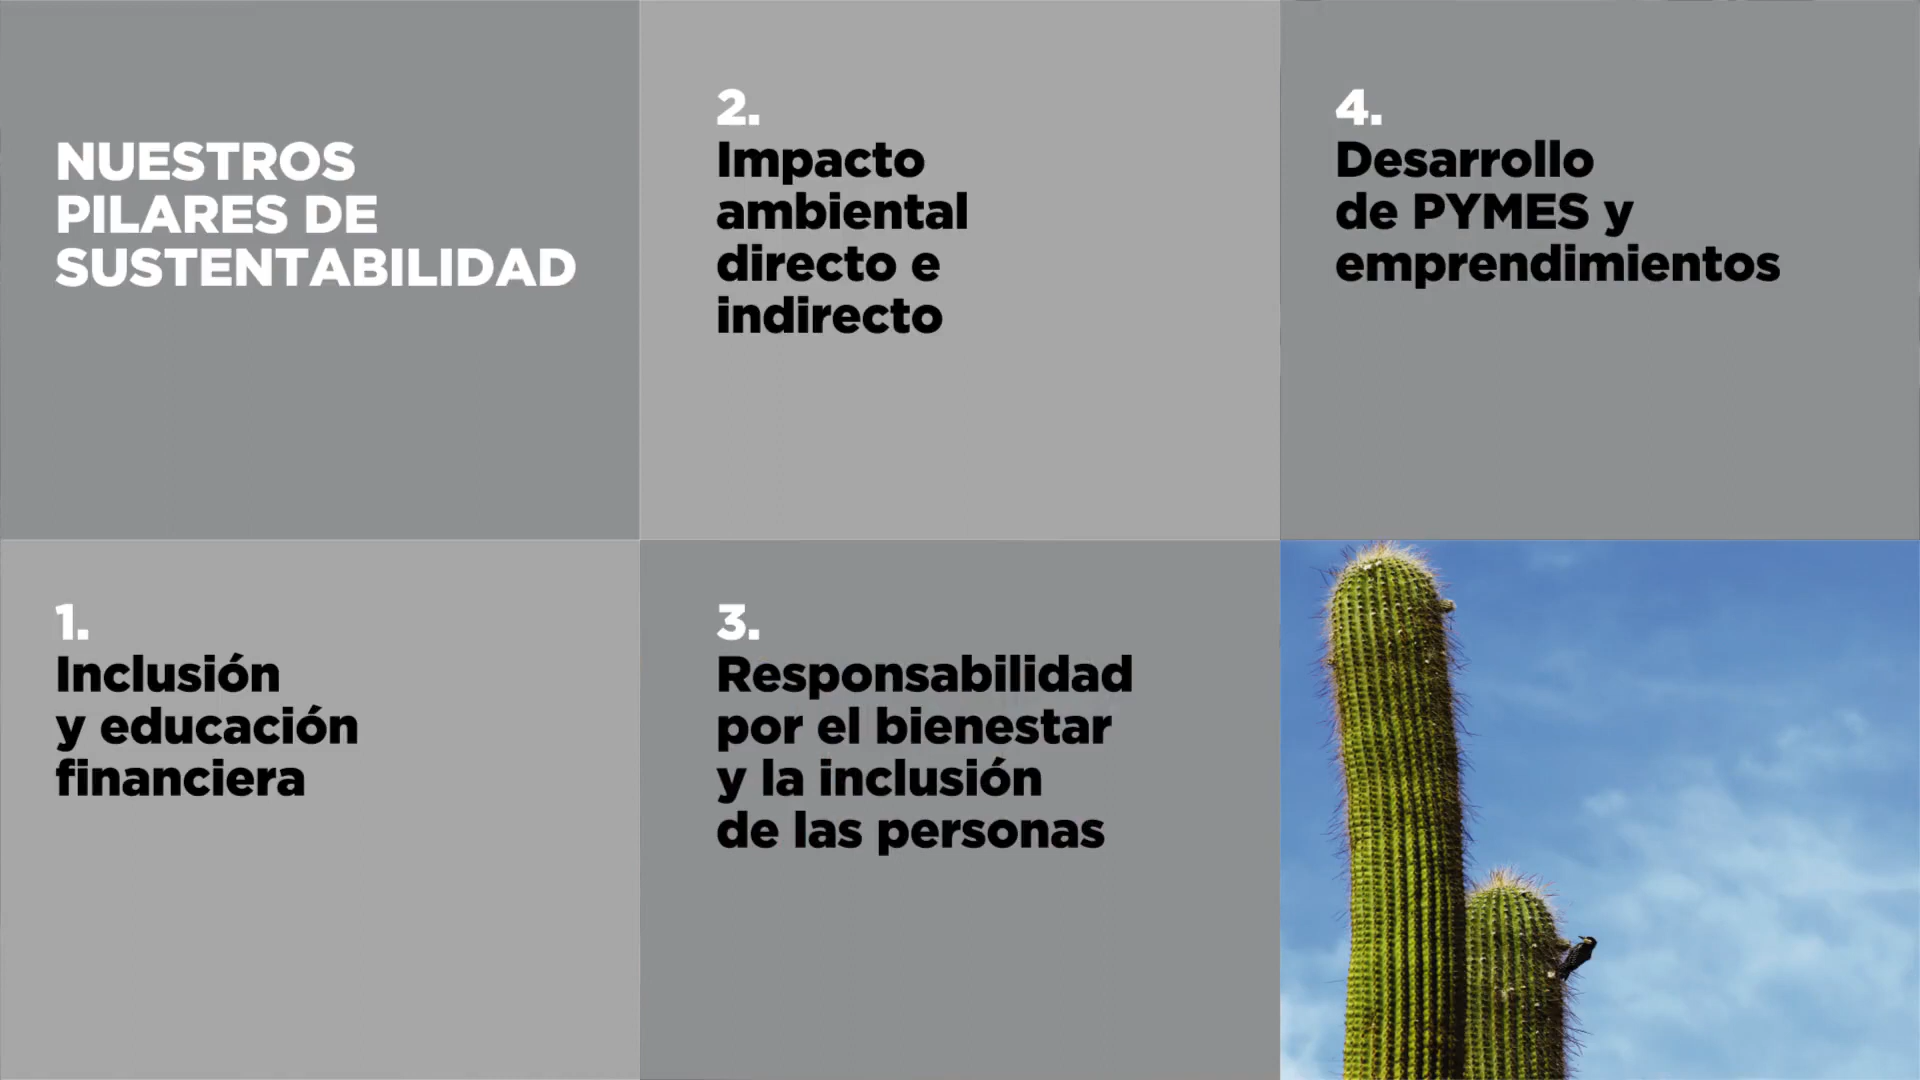 NUESTROS
PILARES DE
SUSTENTABILIDAD
1.
Inclusión
y educación
financiera
2.
Impacto
ambiental
directo e
indirecto
3.
Responsabilidad
por el bienestar
y la inclusión
de las personas
4.
Desarrollo
de PYMES y
emprendimientos